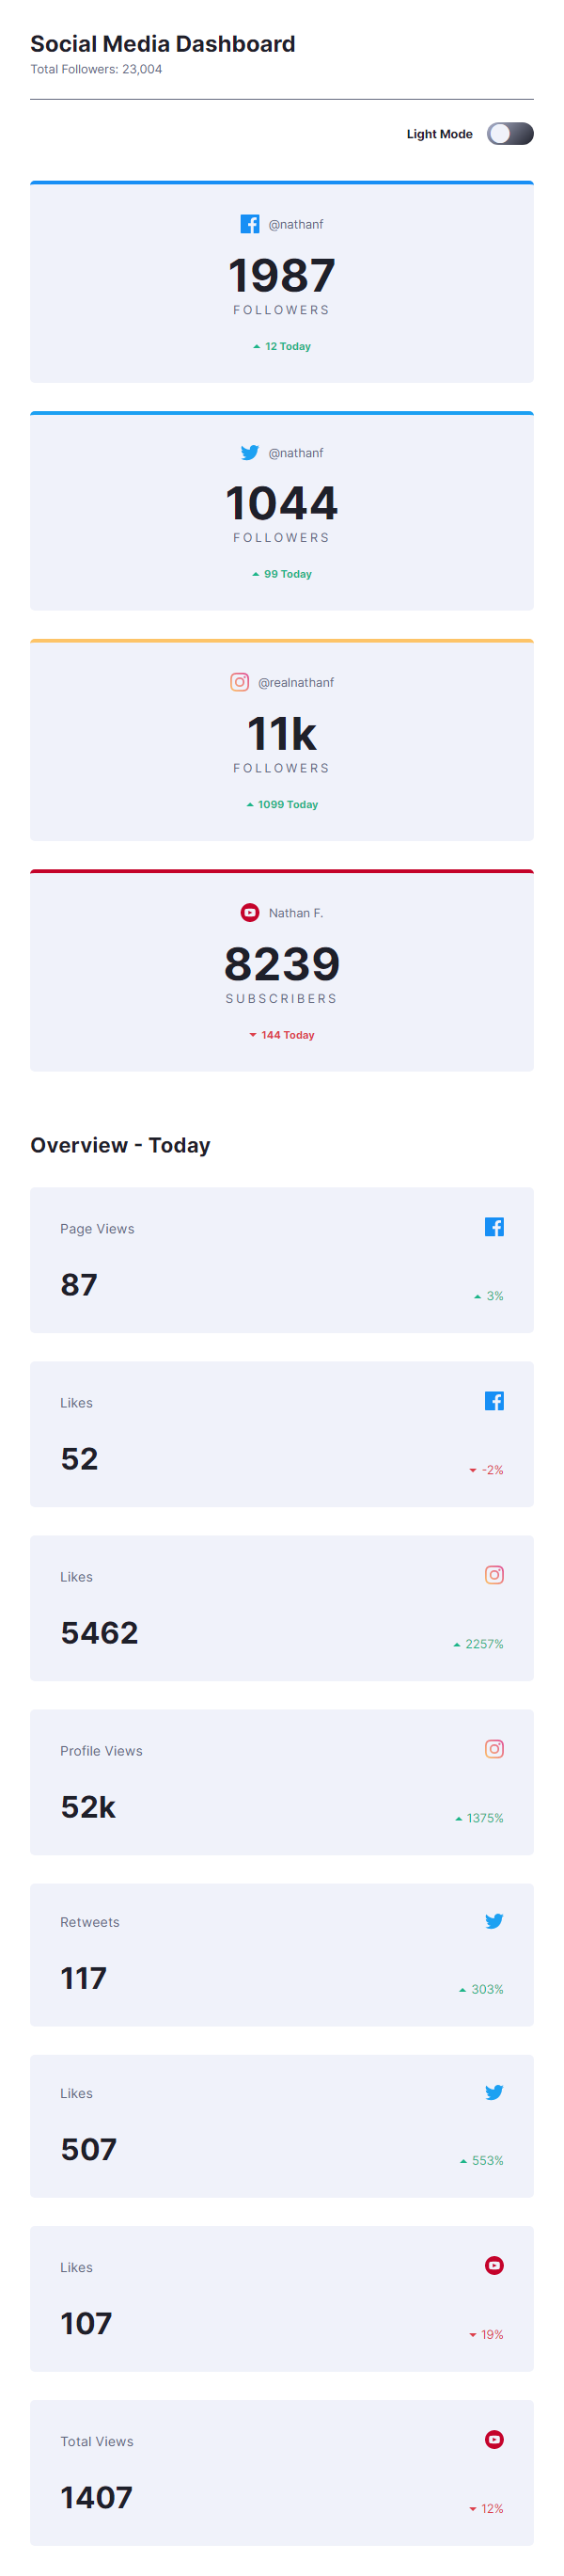 Social Media Dashboard
Total Followers: 23,004
Light Mode
@nathanf
1987
FOLLOWERS
12 Today
@nathanf
1044
FOLLOWERS
99 Today
@realnathanf
11k
FOLLOWERS
1099 Today
Nathan F.
8239
SUBSCRIBERS
144 Today
Overview - Today
Page Views
87
3%
Likes
52
-2%
Likes
5462
2257%
Profile Views
52k
1375%
Retweets
117
303%
Likes
507
553%
Likes
107
19%
Total Views
1407
12%